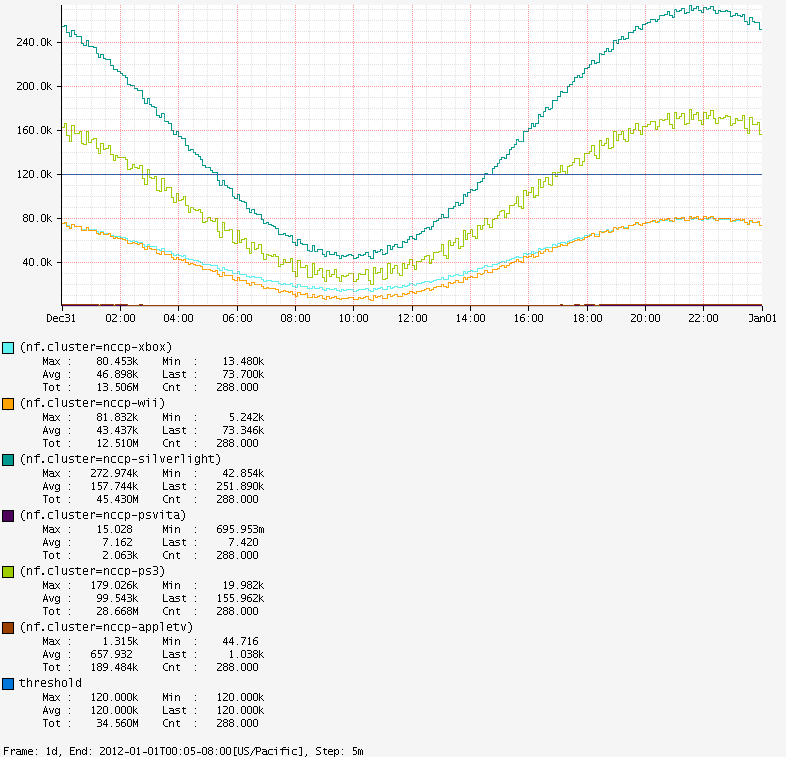 240.0k
200.0k
160.0k
120.0k
80.0k
40.0k
Dec31 02:00 04:00 06:00 08:00 10:00 12:00 14:00 16:00 18:00 20:00 22:00 Jan01
(nf.cluster=nccp-xbox)
Max : 80.453k Min : 13.480k
Avg : 46.898k Last : 73.700k
Tot : 13.506M Cnt : 288.000
(nf.cluster=nccp-wii)
Max : 81.832k Min : 5.242k
Avg : 43.437k Last : 73.346k
Tot : 12.510M Cnt : 288.000
(nf.cluster=nccp-silverlight)
Max : 272.974k Min : 42.854k
Avg : 157.744k Last : 251.890k
Tot : 45.430M Cnt : 288.000
(nf.cluster=nccp-psvita)
Max : 15.028 Min : 695.953m
Avg : 7.162 Last : 7.420
Tot : 2.063k Cnt : 288.000
(nf.cluster=nccp-ps3)
Max : 179.026k Min : 19.982k
Avg : 99.543k Last : 155.962k
Tot : 28.668M Cnt : 288.000
(nf.cluster=nccp-appletv)
Max : 1.315k Min : 44.716
Avg : 657.932 Last : 1.038k
Tot : 189.484k Cnt : 288.000
threshold
Max : 120.000k Min : 120.000k
Avg : 120.000k Last : 120.000k
Tot : 34.560M Cnt : 288.000
Frame: 1d, End: 2012-01-01T00:05-08:00[US/Pacific], Step: 5m